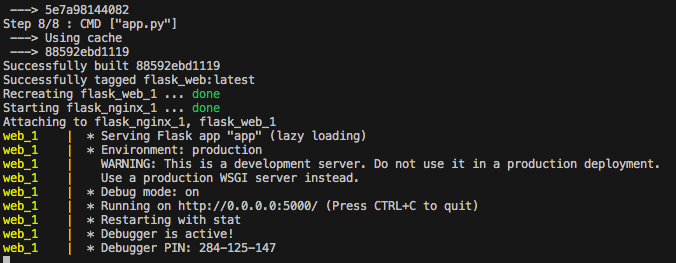 ---> 5e7a98144082
Step 8/8 : CMD ["app.py"]
---> Using cache
---> 88592ebd1119
Successfully built 88592ebd1119
Successfully tagged flask_web:latest
Recreating flask_web_1 ... done
Starting flask_nginx_1 ... done
Attaching to flask_nginx_1, flask_web_1
web_1    |  * Serving Flask app "app" (lazy loading)
web_1    |  * Environment: production
web_1    |    WARNING: This is a development server. Do not use it in a production deployment.
web_1    |    Use a production WSGI server instead.
web_1    |  * Debug mode: on
web_1    |  * Running on http://0.0.0.0:5000/ (Press CTRL+C to quit)
web_1    |  * Restarting with stat
web_1    |  * Debugger is active!
web_1    |  * Debugger PIN: 284-125-147